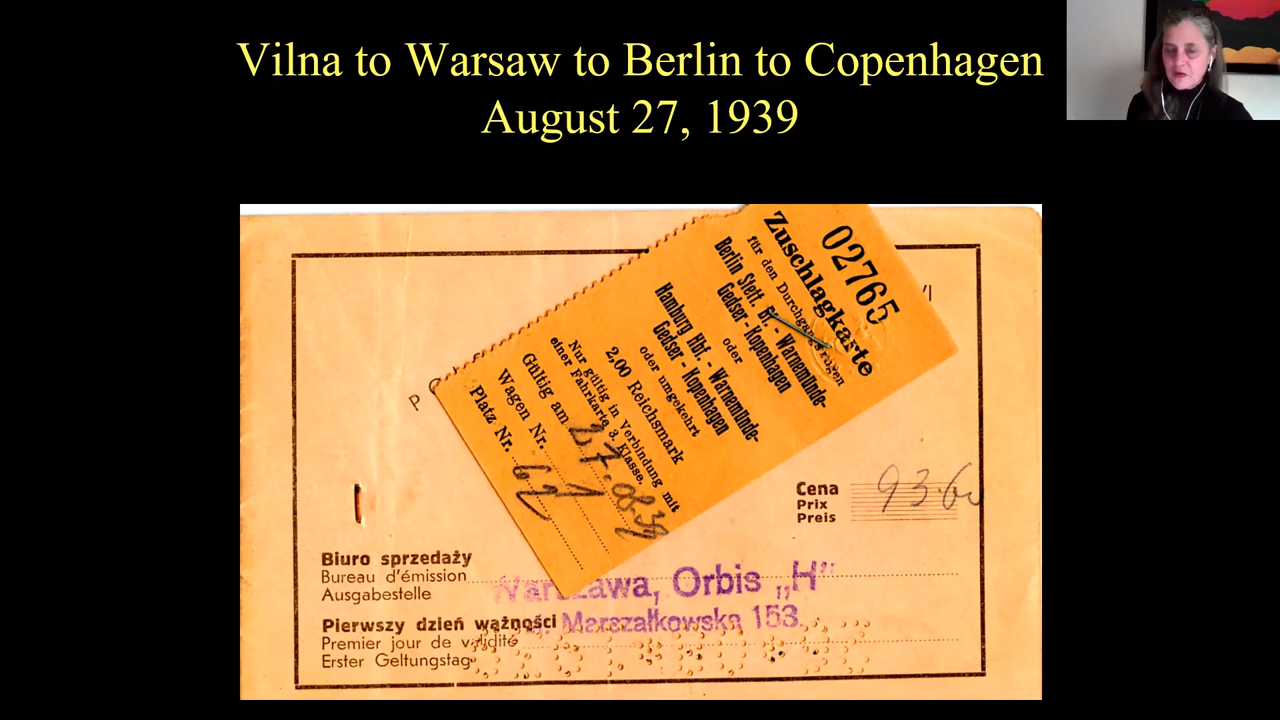 Vilna to Warsaw to Berlin to Copenhagen
August 27, 1939
02765
Zuschlagkarte
für den Durchgangswagen
Berlin Stett. Bf. - Warnemünde-
Gedser - Kopenhagen
oder
Hamburg Hbf. - Warnemünde-
Gedser - Kopenhagen
oder umgekehrt
2,00 Reichsmark
Nur gültig in Verbindung mit
einer Fahrkarte 3. Klasse.
Gültig am 27.08.39
Wagen Nr.
Platz Nr.
Cena 93.60
Prix
Preis
Biuro sprzedaży
Bureau d'émission
Ausgabestelle
Warszawa, Orbis „H”
Marszałkowska 153.
Pierwszy dzień ważności
Premier jour de validité
Erster Geltungstag